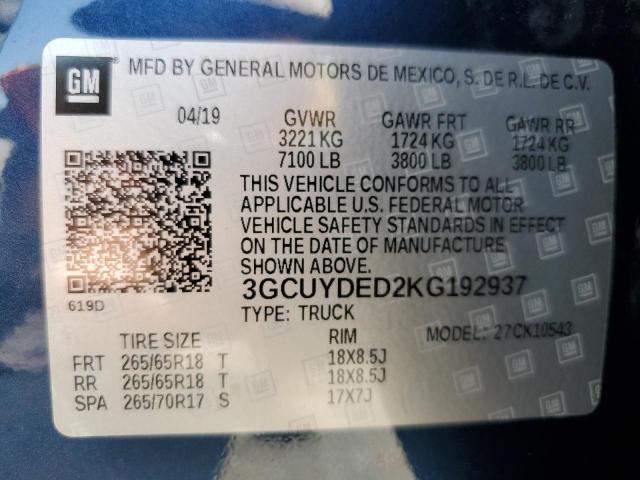 GM MFD BY GENERAL MOTORS DE MEXICO, S. DE R.L. DE C.V.
04/19 GVWR GAWR FRT GAWR RR
3221 KG 1724 KG 1724 KG
7100 LB 3800 LB 3800 LB
THIS VEHICLE CONFORMS TO ALL
APPLICABLE U.S. FEDERAL MOTOR
VEHICLE SAFETY STANDARDS IN EFFECT
ON THE DATE OF MANUFACTURE
SHOWN ABOVE.
3GCUYDED2KG192937
619D
TYPE: TRUCK MODEL: 27CK10543
TIRE SIZE RIM
FRT 265/65R18 T 18X8.5J
RR 265/65R18 T 18X8.5J
SPA 265/70R17 S 17X7J